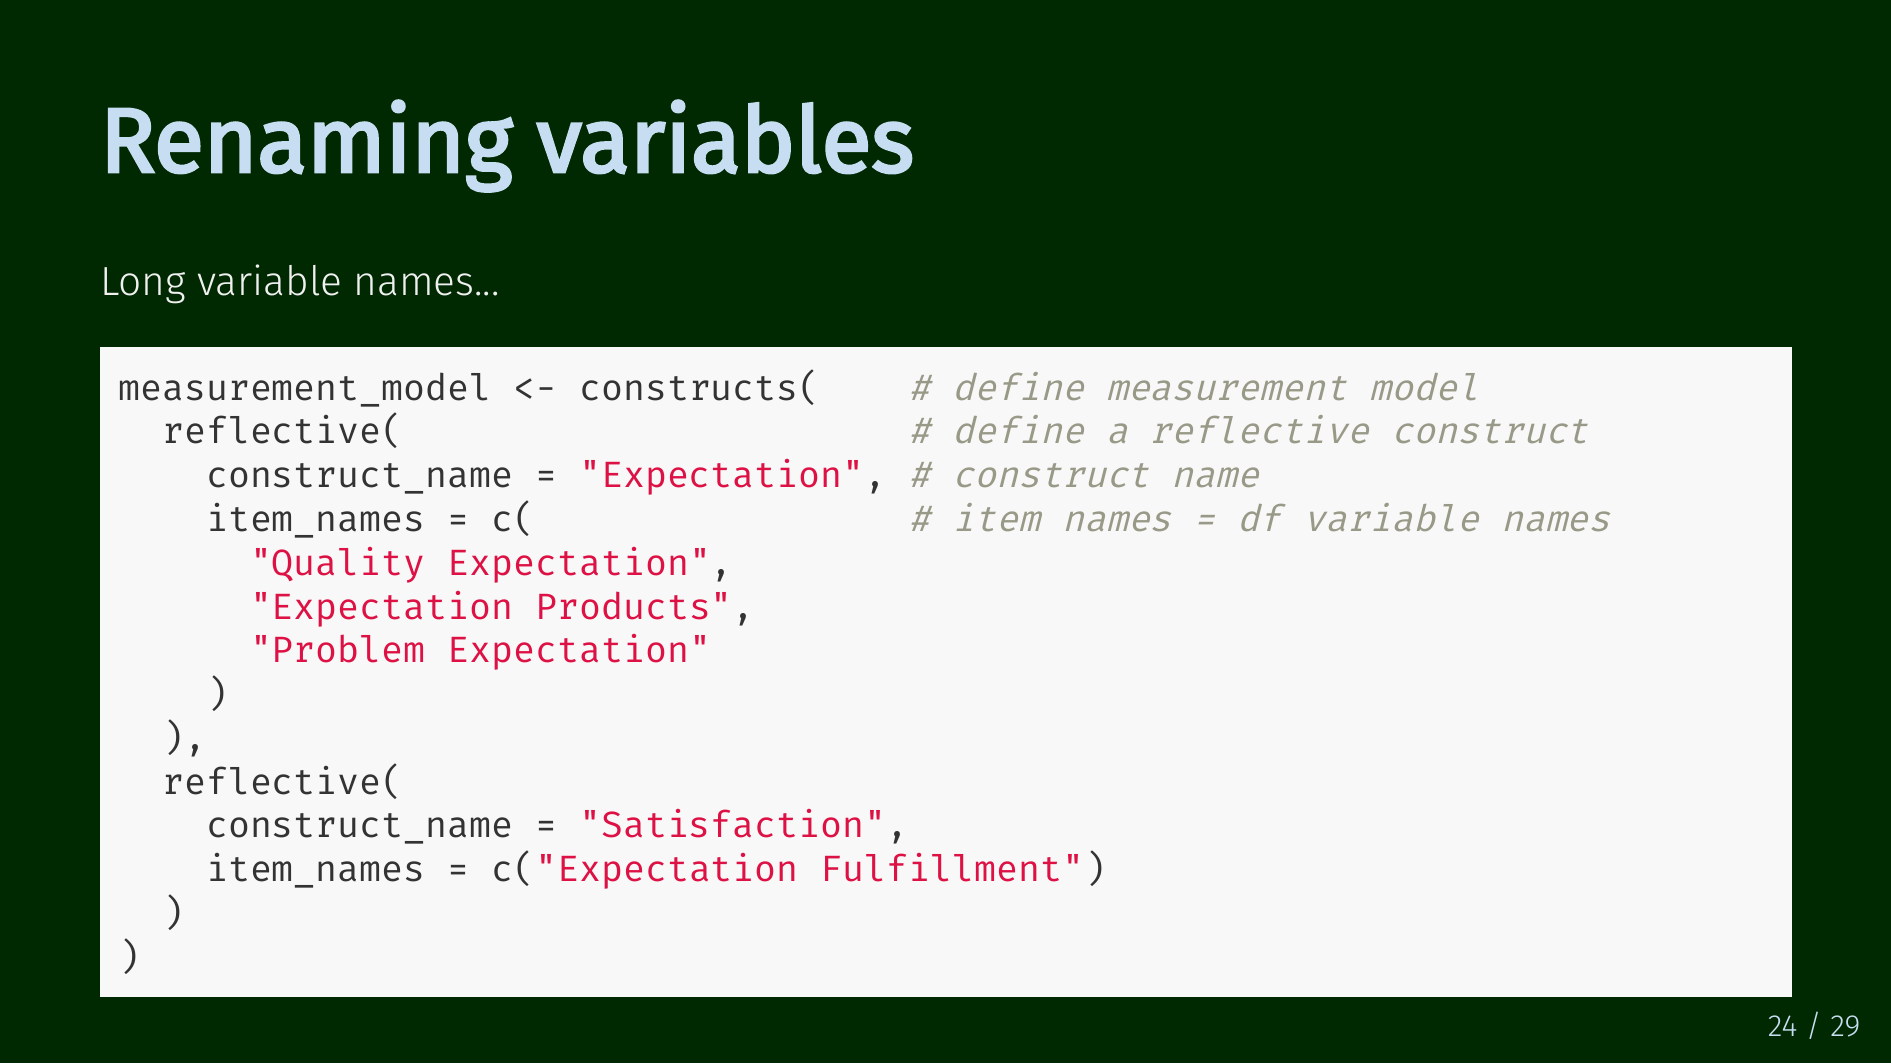 Renaming variables
Long variable names...
measurement_model <- constructs(    # define measurement model
  reflective(                       # define a reflective construct
    construct_name = "Expectation", # construct name
    item_names = c(                 # item names = df variable names
      "Quality Expectation",
      "Expectation Products",
      "Problem Expectation"
    )
  ),
  reflective(
    construct_name = "Satisfaction",
    item_names = c("Expectation Fulfillment")
  )
)
24 / 29